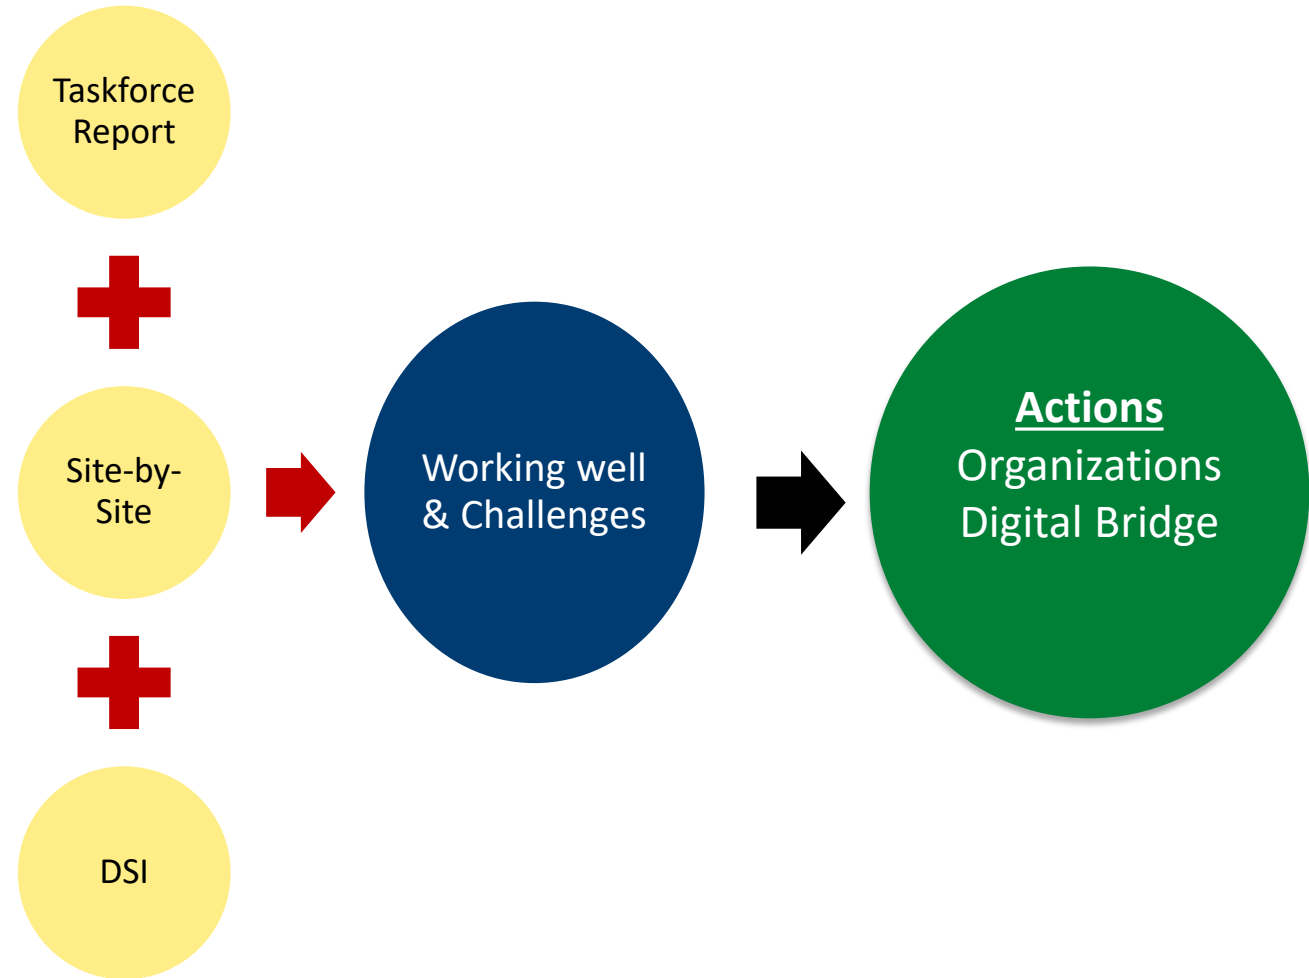 Taskforce
Report
Site-by-
Site
DSI
Working well
& Challenges
Actions
Organizations
Digital Bridge